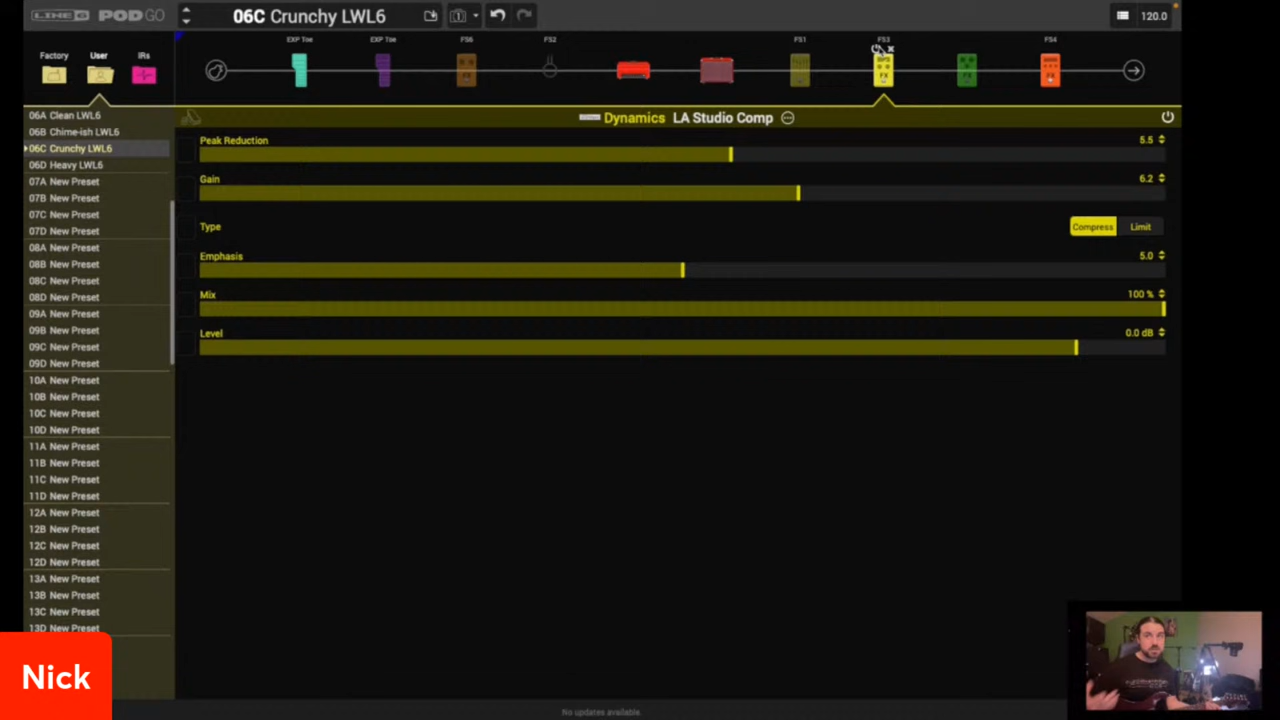 LINE 6 POD GO
06C Crunchy LWL6
1
120.0
Factory
User
IRs
EXP Toe
EXP Toe
FS6
FS2
FS1
FS3
FS4
Dynamics LA Studio Comp
06A Clean LWL6
06B Chime-ish LWL6
06C Crunchy LWL6
06D Heavy LWL6
07A New Preset
07B New Preset
07C New Preset
07D New Preset
08A New Preset
08B New Preset
08C New Preset
08D New Preset
09A New Preset
09B New Preset
09C New Preset
09D New Preset
10A New Preset
10B New Preset
10C New Preset
10D New Preset
11A New Preset
11B New Preset
11C New Preset
11D New Preset
12A New Preset
12B New Preset
12C New Preset
12D New Preset
13A New Preset
13B New Preset
13C New Preset
13D New Preset
Peak Reduction 5.5
Gain 6.2
Type Compress Limit
Emphasis 5.0
Mix 100 %
Level 0.0 dB
Nick
No updates available.